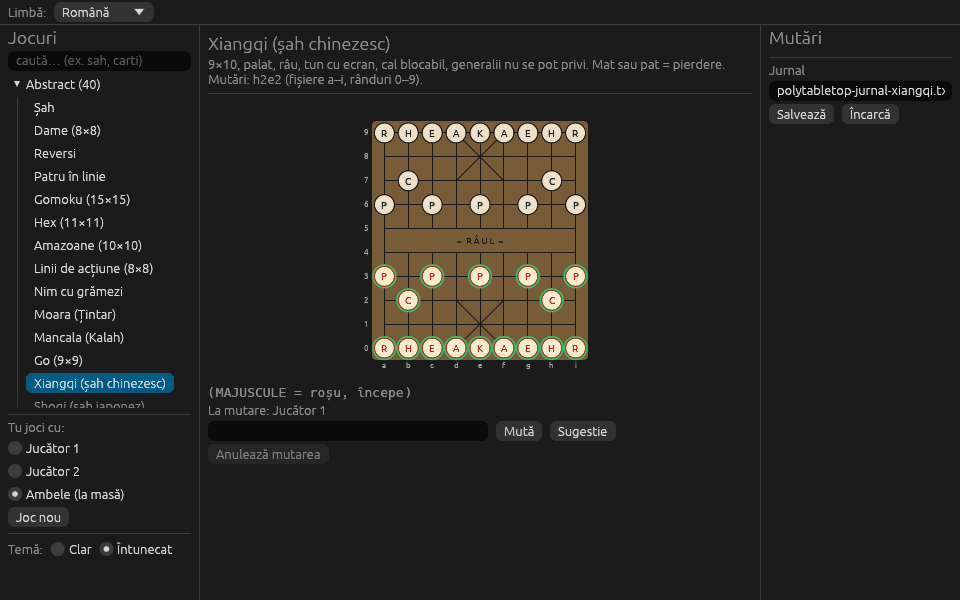 Limbă: Română
Jocuri
caută... (ex. sah, carti)
Abstract (40)
Șah
Dame (8×8)
Reversi
Patru în linie
Gomoku (15×15)
Hex (11×11)
Amazoane (10×10)
Linii de acțiune (8×8)
Nim cu grămezi
Moara (Țintar)
Mancala (Kalah)
Go (9×9)
Xiangqi (șah chinezesc)
Shogi (șah japonez)
Tu joci cu:
Jucător 1
Jucător 2
Ambele (la masă)
Joc nou
Temă: Clar Întunecat
Xiangqi (șah chinezesc)
9×10, palat, râu, tun cu ecran, cal blocabil, generalii nu se pot privi. Mat sau pat = pierdere.
Mutări: h2e2 (fișiere a–i, rânduri 0–9).
9 R H E A K A E H R
8
7 C C
6 P P P P P
5
~ RÂUL ~
4
3 P P P P P
2 C C
1
0 R H E A K A E H R
a b c d e f g h i
(MAJUSCULE = roșu, începe)
La mutare: Jucător 1
Mută Sugestie
Anulează mutarea
Mutări
Jurnal
polytabletop-jurnal-xiangqi.tx
Salvează Încarcă